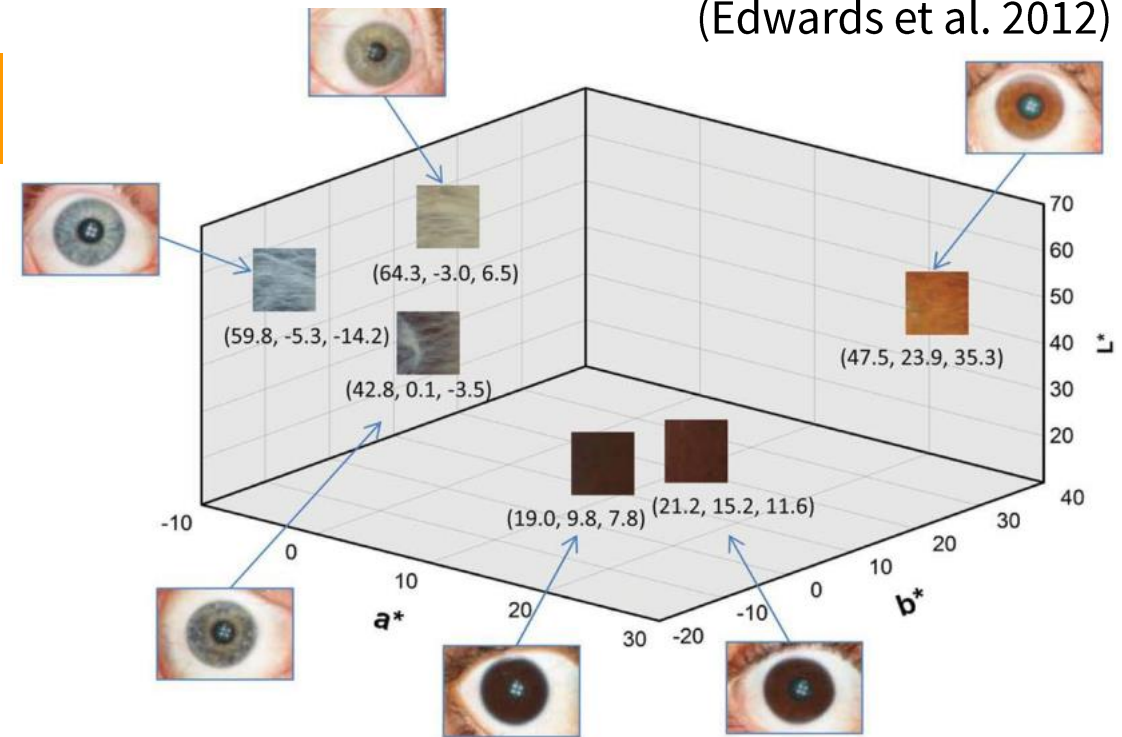 (Edwards et al. 2012)
(64.3, -3.0, 6.5)
(59.8, -5.3, -14.2)
(42.8, 0.1, -3.5)
(47.5, 23.9, 35.3)
(19.0, 9.8, 7.8)
(21.2, 15.2, 11.6)
70
60
50
40
30
20
L*
-10
0
10
20
30
a*
-20
-10
0
10
20
30
40
b*